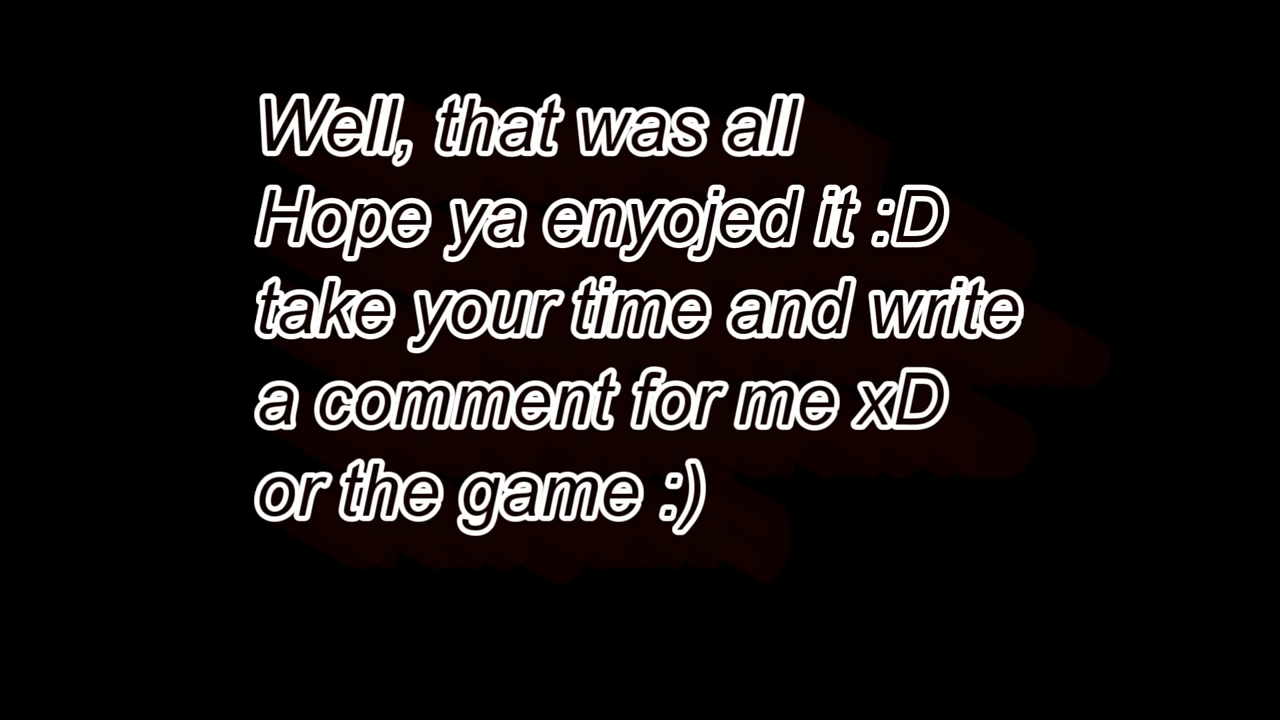 Well, that was all
Hope ya enyojed it :D
take your time and write
a comment for me xD
or the game :)